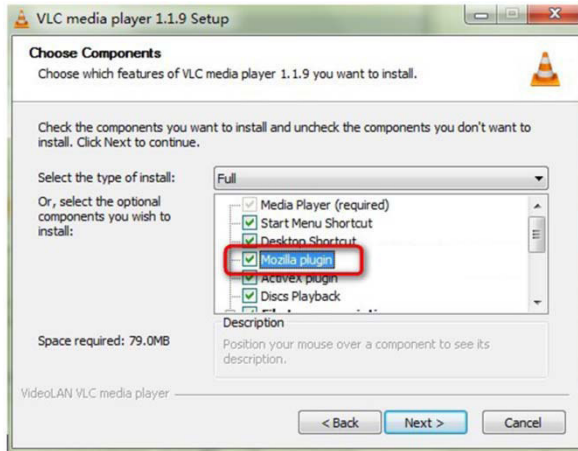 VLC media player 1.1.9 Setup
Choose Components
Choose which features of VLC media player 1.1.9 you want to install.
Check the components you want to install and uncheck the components you don't want to
install. Click Next to continue.
Select the type of install:
Full
Or, select the optional
components you wish to
install:
Media Player (required)
Start Menu Shortcut
Desktop Shortcut
Mozilla plugin
ActiveX plugin
Discs Playback
Space required: 79.0MB
Description
Position your mouse over a component to see its
description.
VideoLAN VLC media player
< Back
Next >
Cancel